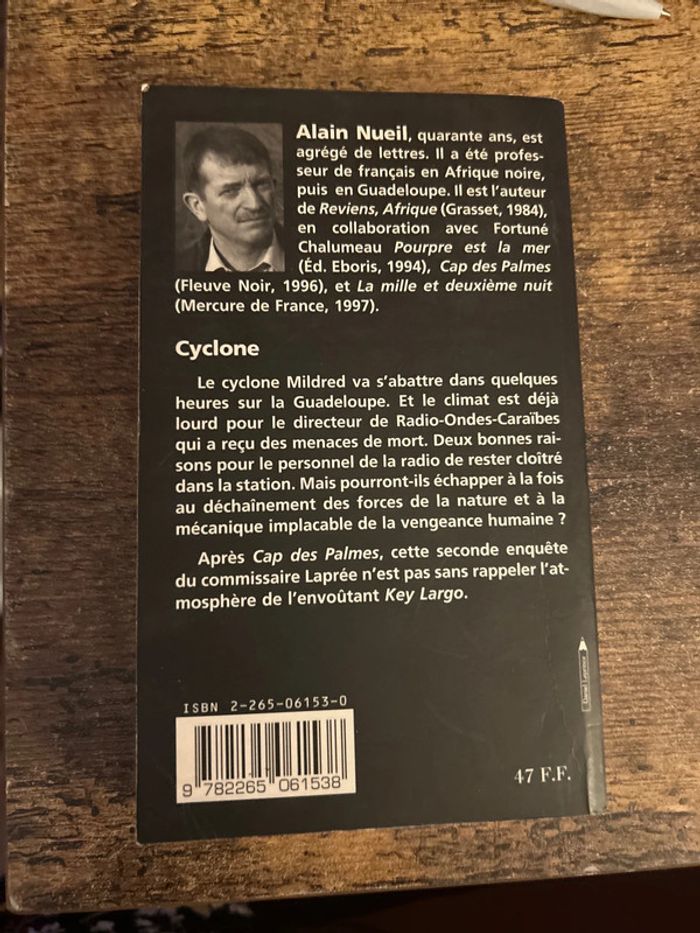 Alain Nueil, quarante ans, est
agrégé de lettres. Il a été profes-
seur de français en Afrique noire,
puis en Guadeloupe. Il est l'auteur
de Reviens, Afrique (Grasset, 1984),
en collaboration avec Fortuné
Chalumeau Pourpre est la mer
(Éd. Eboris, 1994), Cap des Palmes
(Fleuve Noir, 1996), et La mille et deuxième nuit
(Mercure de France, 1997).
Cyclone
Le cyclone Mildred va s'abattre dans quelques
heures sur la Guadeloupe. Et le climat est déjà
lourd pour le directeur de Radio-Ondes-Caraïbes
qui a reçu des menaces de mort. Deux bonnes rai-
sons pour le personnel de la radio de rester cloîtré
dans la station. Mais pourront-ils échapper à la fois
au déchaînement des forces de la nature et à la
mécanique implacable de la vengeance humaine ?
Après Cap des Palmes, cette seconde enquête
du commissaire Laprée n'est pas sans rappeler l'at-
mosphère de l'envoûtant Key Largo.
ISBN 2-265-06153-0
9 782265 061538
47 F.F.